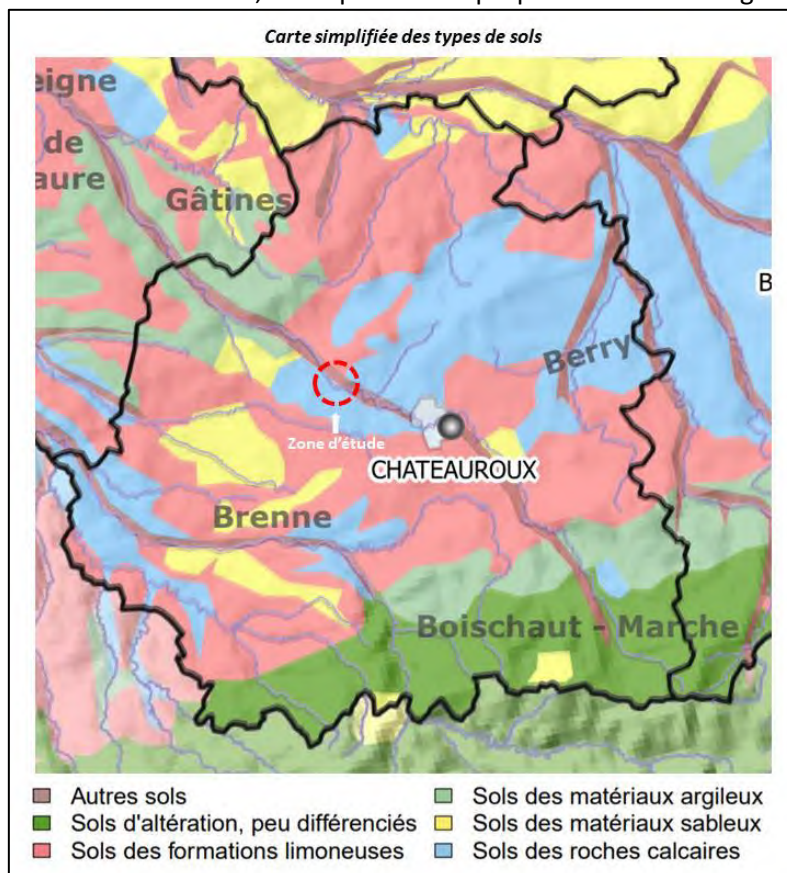 Carte simplifiée des types de sols
eigne
de
aure
Gâtines
B
Berry
Zone d'étude
CHATEAUROUX
Brenne
Boischaut - Marche
Autres sols
Sols d'altération, peu différenciés
Sols des formations limoneuses
Sols des matériaux argileux
Sols des matériaux sableux
Sols des roches calcaires